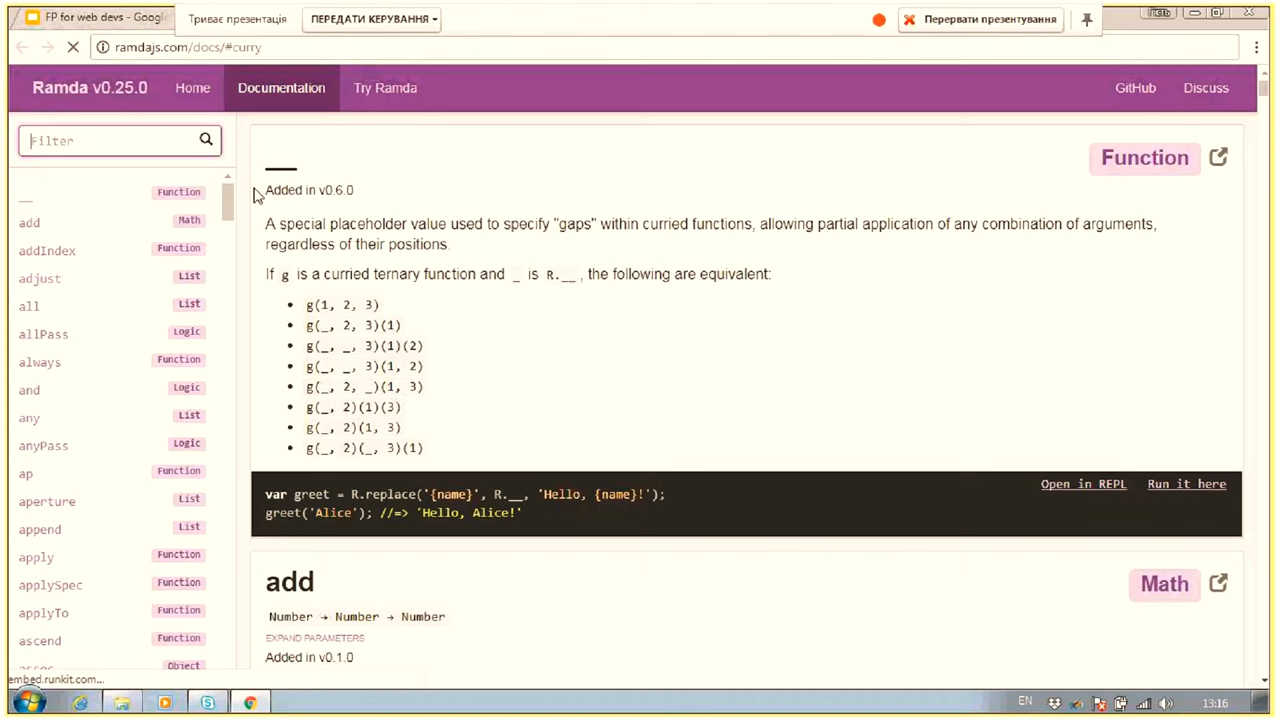 FP for web devs - Googl
Триває презентація
ПЕРЕДАТИ КЕРУВАННЯ
Перервати презентування
ramdajs.com/docs/#curry
Ramda v0.25.0
Home
Documentation
Try Ramda
GitHub
Discuss
Filter
__ Function
add Math
addIndex Function
adjust List
all List
allPass Logic
always Function
and Logic
any List
anyPass Logic
ap Function
aperture List
append List
apply Function
applySpec Function
applyTo Function
ascend Function
assoc Object
embed.runkit.com...
__
Function
Added in v0.6.0
A special placeholder value used to specify "gaps" within curried functions, allowing partial application of any combination of arguments,
regardless of their positions.
If g is a curried ternary function and _ is R.__ , the following are equivalent:
• g(1, 2, 3)
• g(_, 2, 3)(1)
• g(_, _, 3)(1)(2)
• g(_, _, 3)(1, 2)
• g(_, 2, _)(1, 3)
• g(_, 2)(1)(3)
• g(_, 2)(1, 3)
• g(_, 2)(_, 3)(1)
Open in REPL Run it here
var greet = R.replace('{name}', R.__, 'Hello, {name}!');
greet('Alice'); //=> 'Hello, Alice!'
add
Math
Number → Number → Number
EXPAND PARAMETERS
Added in v0.1.0
EN
13:16